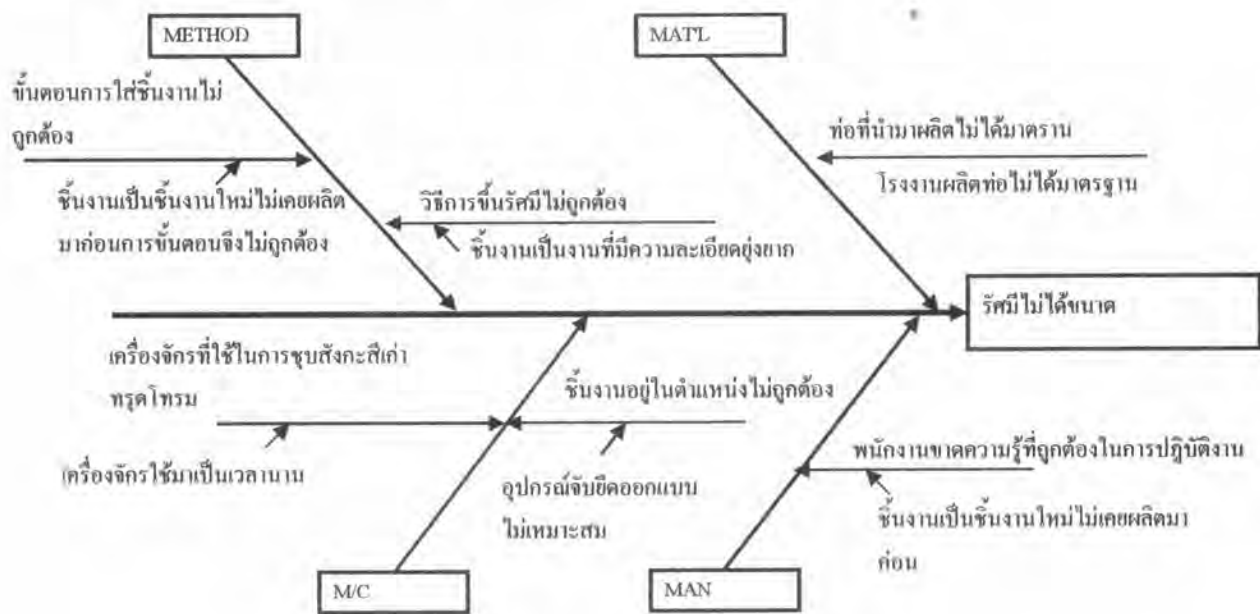 METHOD
MAT'L
ขั้นตอนการใส่ชิ้นงานไม่
ถูกต้อง
ชิ้นงานเป็นชิ้นงานใหม่ไม่เคยผลิต
มาก่อนการขั้นตอนจึงไม่ถูกต้อง
วิธีการขึ้นรัศมีไม่ถูกต้อง
ชิ้นงานเป็นงานที่มีความละเอียดยุ่งยาก
ท่อที่นำมาผลิตไม่ได้มาตราน
โรงงานผลิตท่อไม่ได้มาตรฐาน
รัศมีไม่ได้ขนาด
เครื่องจักรที่ใช้ในการชุบสังกะสีเก่า
ทรุดโทรม
เครื่องจักรใช้มาเป็นเวลานาน
ชิ้นงานอยู่ในตำแหน่งไม่ถูกต้อง
อุปกรณ์จับยึดออกแบบ
ไม่เหมาะสม
พนักงานขาดความรู้ที่ถูกต้องในการปฎิบัติงาน
ชิ้นงานเป็นชิ้นงานใหม่ไม่เคยผลิตมา
ก่อน
M/C
MAN